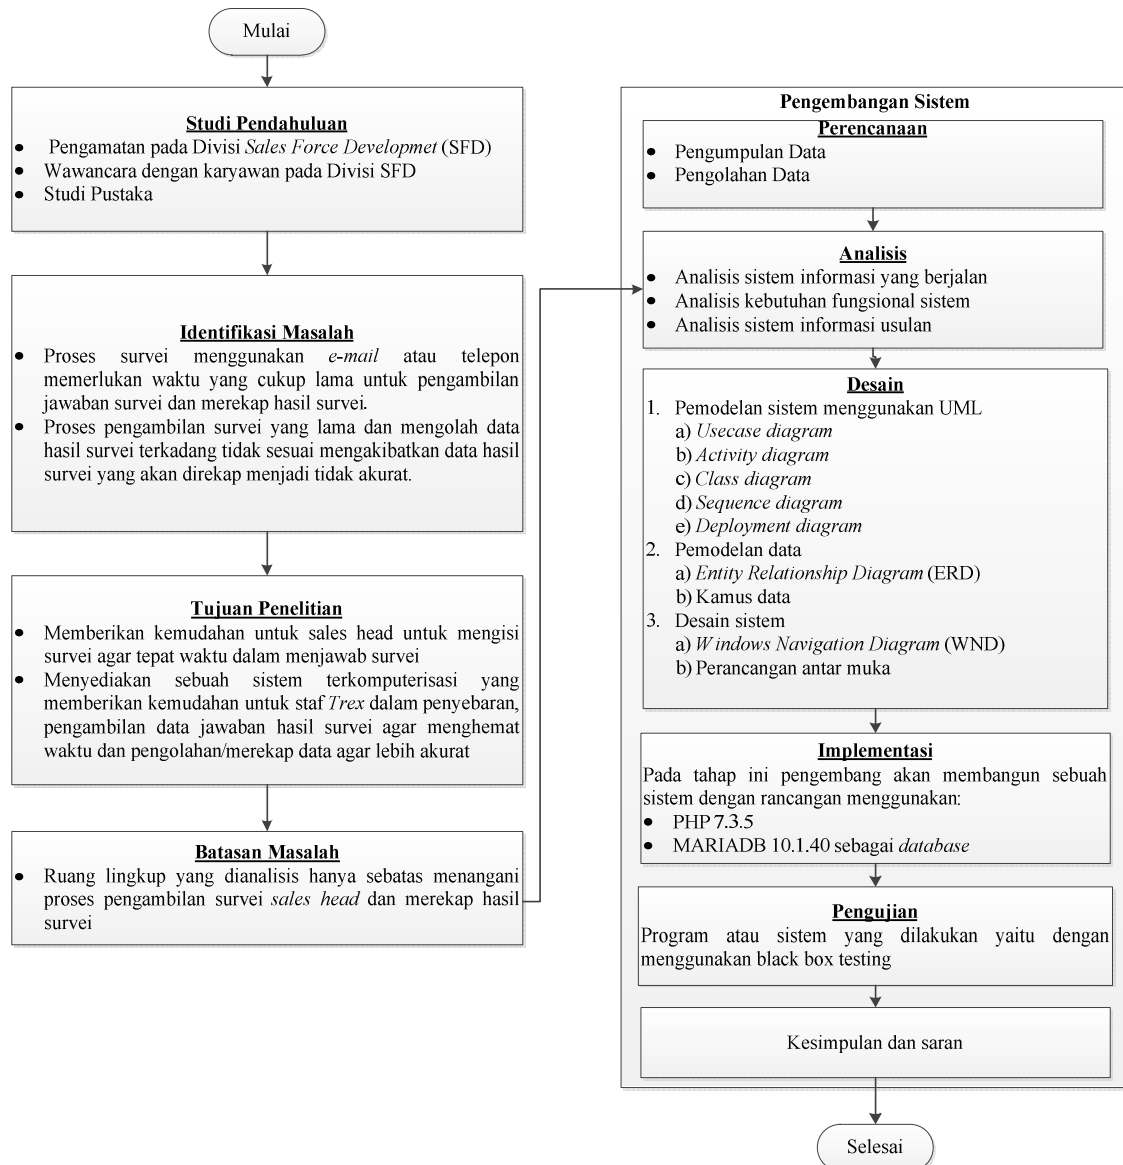 Mulai
Studi Pendahuluan
• Pengamatan pada Divisi Sales Force Developmet (SFD)
• Wawancara dengan karyawan pada Divisi SFD
• Studi Pustaka
Identifikasi Masalah
• Proses survei menggunakan e-mail atau telepon
memerlukan waktu yang cukup lama untuk pengambilan
jawaban survei dan merekap hasil survei.
• Proses pengambilan survei yang lama dan mengolah data
hasil survei terkadang tidak sesuai mengakibatkan data hasil
survei yang akan direkap menjadi tidak akurat.
Tujuan Penelitian
• Memberikan kemudahan untuk sales head untuk mengisi
survei agar tepat waktu dalam menjawab survei
• Menyediakan sebuah sistem terkomputerisasi yang
memberikan kemudahan untuk staf Trex dalam penyebaran,
pengambilan data jawaban hasil survei agar menghemat
waktu dan pengolahan/merekap data agar lebih akurat
Batasan Masalah
• Ruang lingkup yang dianalisis hanya sebatas menangani
proses pengambilan survei sales head dan merekap hasil
survei
Pengembangan Sistem
Perencanaan
• Pengumpulan Data
• Pengolahan Data
Analisis
• Analisis sistem informasi yang berjalan
• Analisis kebutuhan fungsional sistem
• Analisis sistem informasi usulan
Desain
1. Pemodelan sistem menggunakan UML
a) Usecase diagram
b) Activity diagram
c) Class diagram
d) Sequence diagram
e) Deployment diagram
2. Pemodelan data
a) Entity Relationship Diagram (ERD)
b) Kamus data
3. Desain sistem
a) Windows Navigation Diagram (WND)
b) Perancangan antar muka
Implementasi
Pada tahap ini pengembang akan membangun sebuah
sistem dengan rancangan menggunakan:
• PHP 7.3.5
• MARIADB 10.1.40 sebagai database
Pengujian
Program atau sistem yang dilakukan yaitu dengan
menggunakan black box testing
Kesimpulan dan saran
Selesai